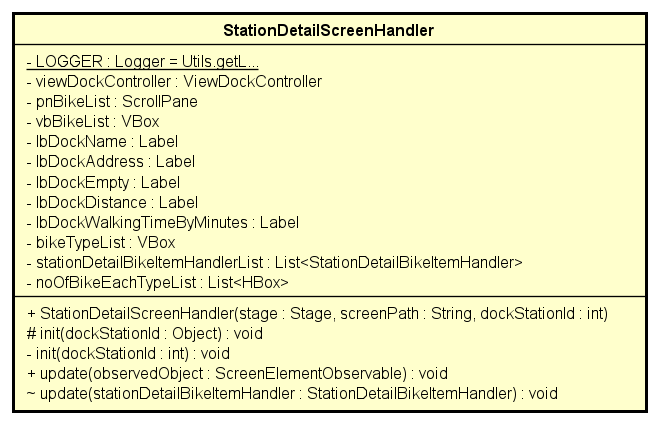 StationDetailScreenHandler
- LOGGER : Logger = Utils.getL...
- viewDockController : ViewDockController
- pnBikeList : ScrollPane
- vbBikeList : VBox
- lbDockName : Label
- lbDockAddress : Label
- lbDockEmpty : Label
- lbDockDistance : Label
- lbDockWalkingTimeByMinutes : Label
- bikeTypeList : VBox
- stationDetailBikeItemHandlerList : List<StationDetailBikeItemHandler>
- noOfBikeEachTypeList : List<HBox>
+ StationDetailScreenHandler(stage : Stage, screenPath : String, dockStationId : int)
# init(dockStationId : Object) : void
- init(dockStationId : int) : void
+ update(observedObject : ScreenElementObservable) : void
~ update(stationDetailBikeItemHandler : StationDetailBikeItemHandler) : void